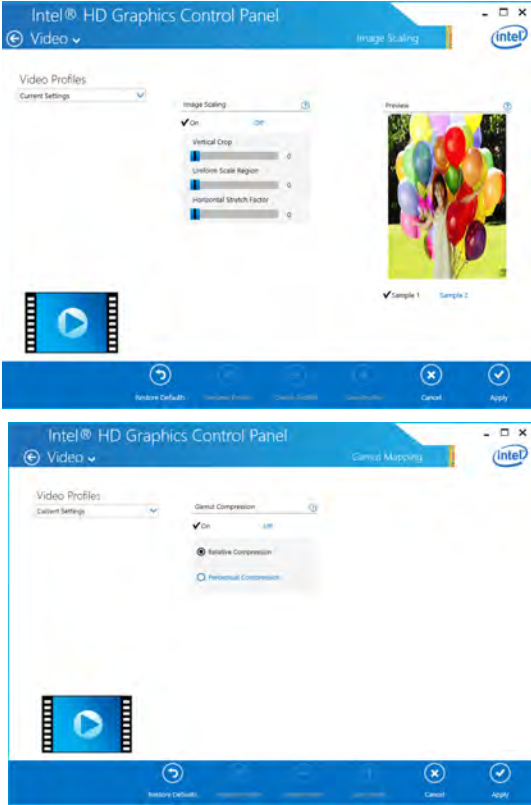 Intel® HD Graphics Control Panel
Video
Image Scaling
intel
Video Profiles
Current Settings
Image Scaling
On Off
Vertical Crop
0
Uniform Scale Region
0
Horizontal Stretch Factor
0
Preview
Sample 1 Sample 2
Restore Defaults
Cancel
Apply
Intel® HD Graphics Control Panel
Video
Gamut Mapping
intel
Video Profiles
Current Settings
Gamut Compression
On Off
Relative Compression
Perceptual Compression
Restore Defaults
Cancel
Apply